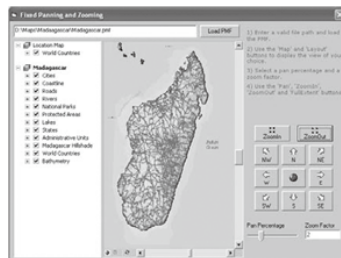 Fixed Panning and Zooming
D:\Maps\Madagascar\Madagascar.pmf
Load PMF
Location Map
World Countries
Madagascar
Cities
Coastline
Roads
Rivers
National Parks
Protected Areas
Lakes
States
Administrative Units
Madagascar Hillshade
World Countries
Bathymetry
Indian
Ocean
1) Enter a valid file path and load
the PMF.
2) Use the 'Map' and 'Layout'
buttons to display the view of your
choice.
3) Select a pan percentage and a
zoom factor.
4) Use the 'Pan', 'ZoomIn',
'ZoomOut' and 'FullExtent' buttons
ZoomIn
ZoomOut
NW
N
NE
W
E
SW
S
SE
Pan Percentage
Zoom Factor
2